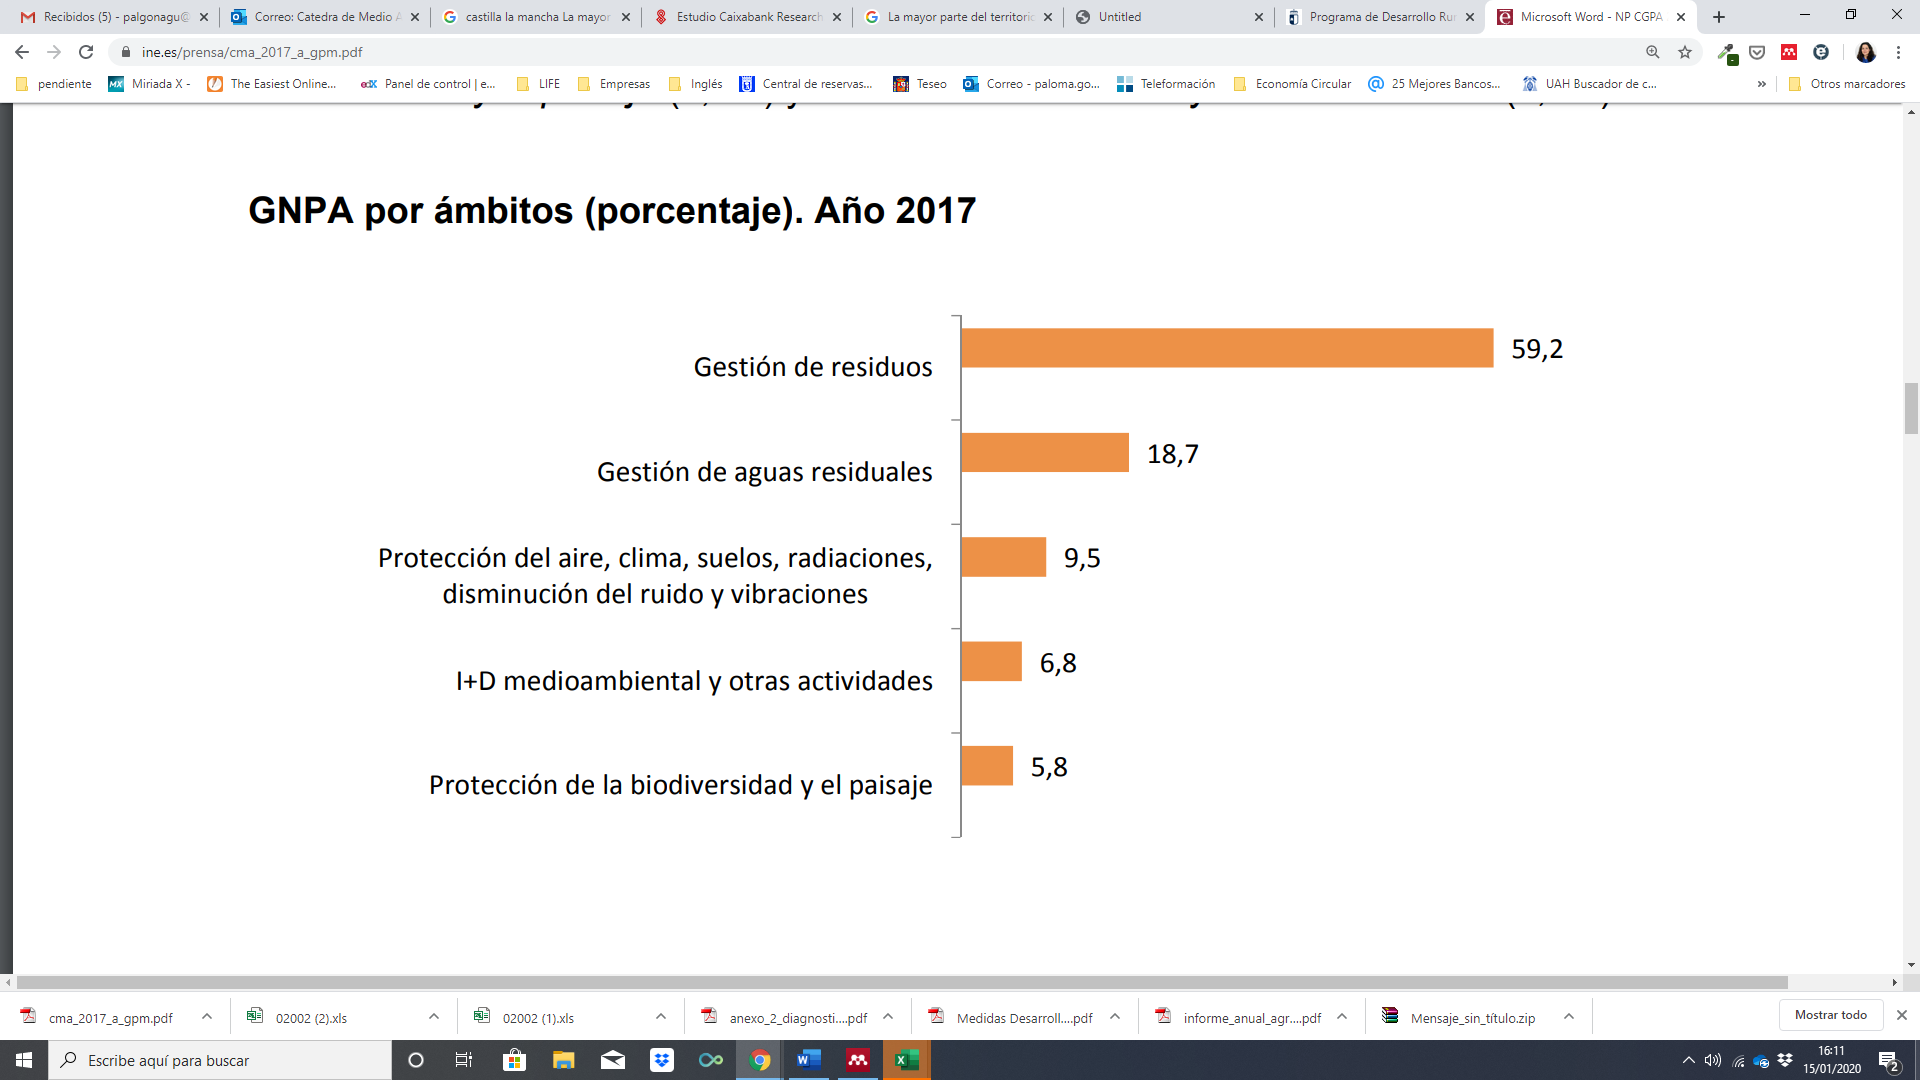 Recibidos (5) - palgonagu@
Correo: Catedra de Medio A
castilla la mancha La mayor
Estudio Caixabank Research
La mayor parte del territorio
Untitled
Programa de Desarrollo Ru
Microsoft Word - NP CGPA
ine.es/prensa/cma_2017_a_gpm.pdf
pendiente
Miriada X -
The Easiest Online...
Panel de control | e...
LIFE
Empresas
Inglés
Central de reservas...
Teseo
Correo - paloma.go...
Teleformación
Economía Circular
25 Mejores Bancos...
UAH Buscador de c...
»
Otros marcadores
GNPA por ámbitos (porcentaje). Año 2017
Gestión de residuos
59,2
Gestión de aguas residuales
18,7
Protección del aire, clima, suelos, radiaciones,
disminución del ruido y vibraciones
9,5
I+D medioambiental y otras actividades
6,8
Protección de la biodiversidad y el paisaje
5,8
cma_2017_a_gpm.pdf
02002 (2).xls
02002 (1).xls
anexo_2_diagnosti....pdf
Medidas Desarroll....pdf
informe_anual_agr....pdf
Mensaje_sin_título.zip
Mostrar todo
Escribe aquí para buscar
16:11
15/01/2020
2